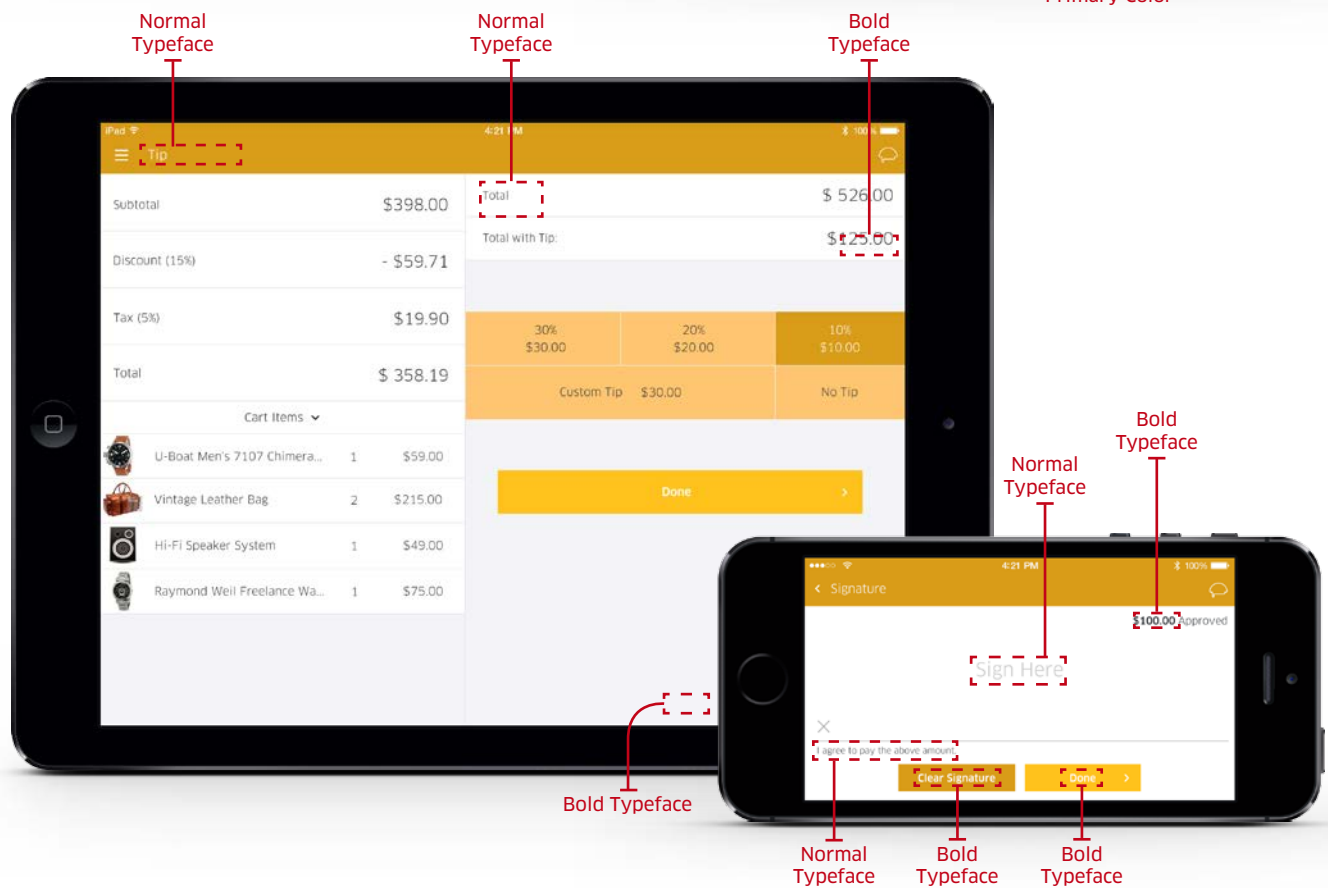 Primary Color
Normal
Typeface
Normal
Typeface
Bold
Typeface
iPad
4:21 PM
100%
Tip
Subtotal $398.00
Discount (15%) - $59.71
Tax (5%) $19.90
Total $ 358.19
Cart Items
U-Boat Men's 7107 Chimera... 1 $59.00
Vintage Leather Bag 2 $215.00
Hi-Fi Speaker System 1 $49.00
Raymond Weil Freelance Wa... 1 $75.00
Total $ 526.00
Total with Tip: $125.00
30% 20% 10%
$30.00 $20.00 $10.00
Custom Tip $30.00 No Tip
Done
Bold Typeface
Normal
Typeface
Bold
Typeface
4:21 PM
100%
Signature
$100.00 Approved
Sign Here
I agree to pay the above amount.
Clear Signature Done
Normal
Typeface
Bold
Typeface
Bold
Typeface